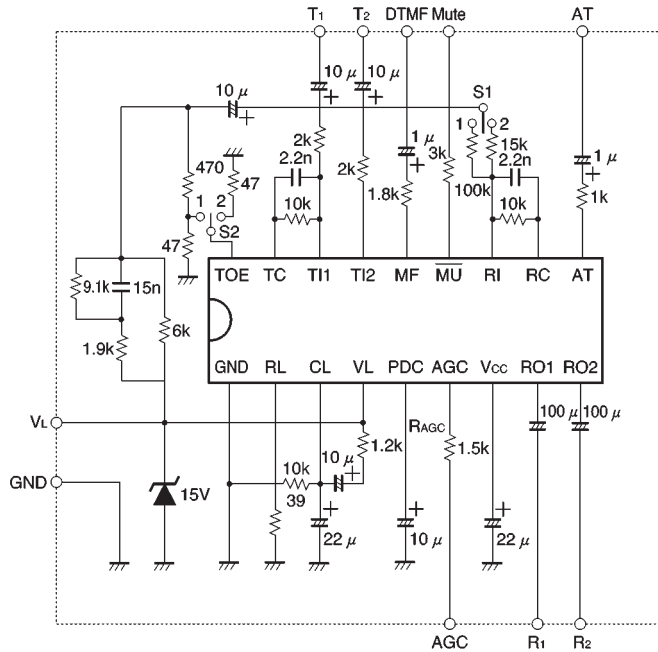 T1 T2 DTMF Mute AT
10 μ 10 μ 10 μ S1
+ + + 1 2
2k 1 μ 15k 1 μ
470 2.2n + 3k 2.2n +
47 2k 1.8k 100k 1k
1 2 10k 10k
S2
47
TOE TC TI1 TI2 MF MU RI RC AT
9.1k 15n
6k
1.9k
GND RL CL VL PDC AGC VCC RO1 RO2
100 μ 100 μ
VL RAGC
1.2k 1.5k
10k 10 μ
GND 39 +
15V + + +
22 μ 10 μ 22 μ
AGC R1 R2